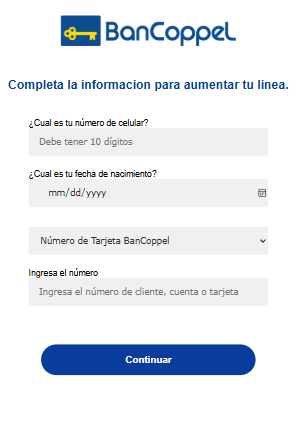 BanCoppel
Completa la informacion para aumentar tu linea.
¿Cual es tu número de celular?
Debe tener 10 dígitos
¿Cual es tu fecha de nacimiento?
mm/dd/yyyy
Número de Tarjeta BanCoppel
Ingresa el número
Ingresa el número de cliente, cuenta o tarjeta
Continuar